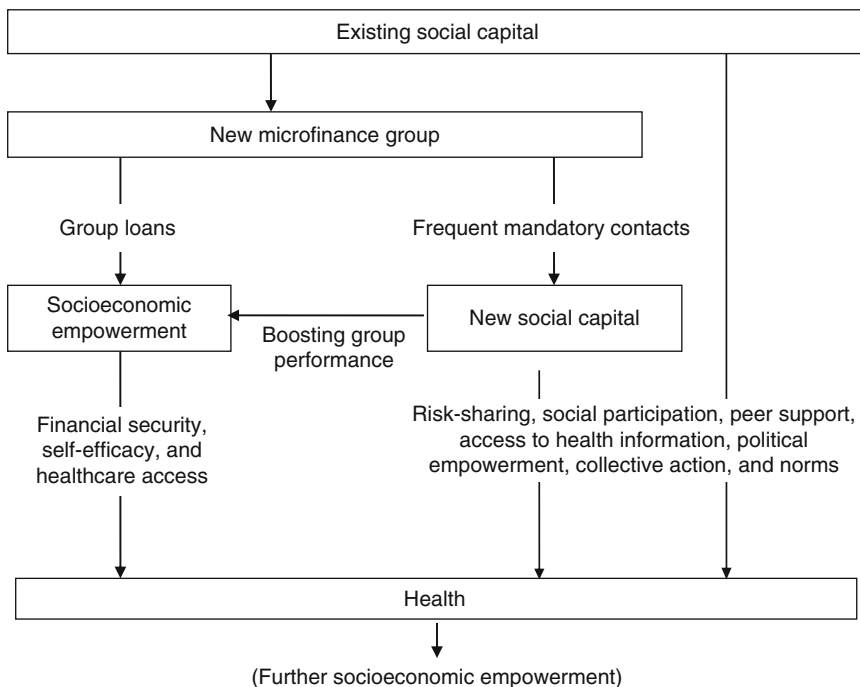 Existing social capital
New microfinance group
Group loans
Frequent mandatory contacts
Socioeconomic
empowerment
New social capital
Boosting group
performance
Financial security,
self-efficacy, and
healthcare access
Risk-sharing, social participation, peer support,
access to health information, political
empowerment, collective action, and norms
Health
(Further socioeconomic empowerment)